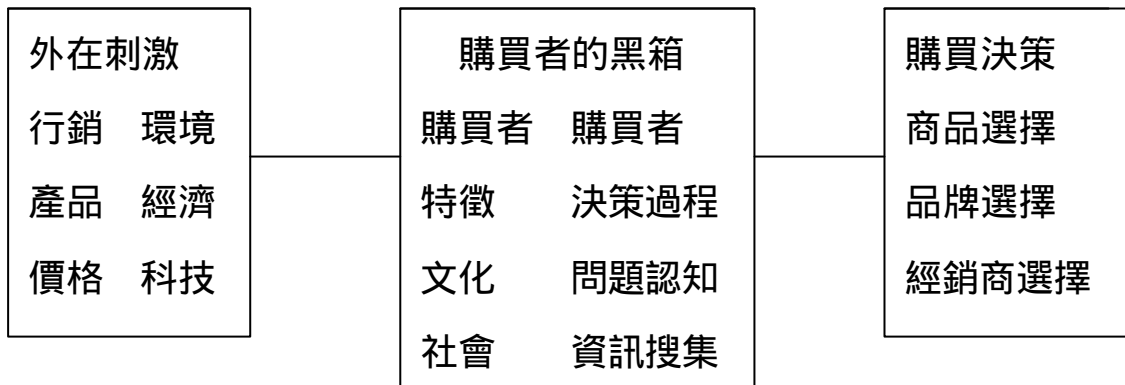 外在刺激
行銷 環境
產品 經濟
價格 科技
購買者的黑箱
購買者 購買者
特徵 決策過程
文化 問題認知
社會 資訊搜集
購買決策
商品選擇
品牌選擇
經銷商選擇